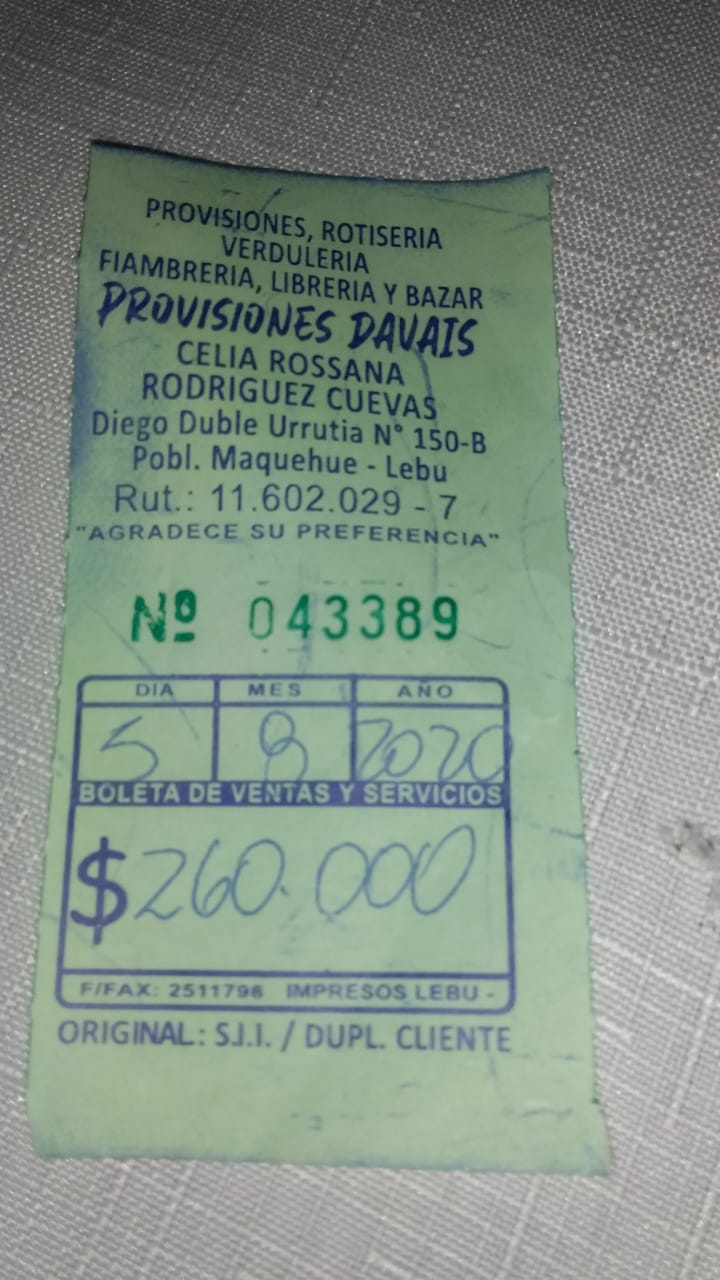 PROVISIONES, ROTISERIA
VERDULERIA
FIAMBRERIA, LIBRERIA Y BAZAR
PROVISIONES DAVAIS
CELIA ROSSANA
RODRIGUEZ CUEVAS
Diego Duble Urrutia N° 150-B
Pobl. Maquehue - Lebu
Rut.: 11.602.029 - 7
"AGRADECE SU PREFERENCIA"
Nº 043389
DIA MES AÑO
5 8 2020
BOLETA DE VENTAS Y SERVICIOS
$260.000
F/FAX: 2511796 IMPRESOS LEBU -
ORIGINAL: S.I.I. / DUPL. CLIENTE